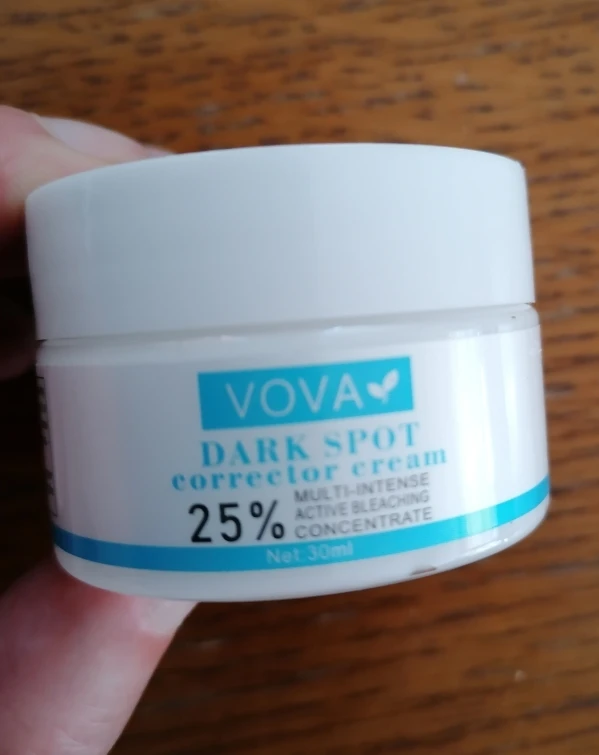 VOVA
DARK SPOT
corrector cream
25% MULTI-INTENSE
ACTIVE BLEACHING
CONCENTRATE
Net:30ml